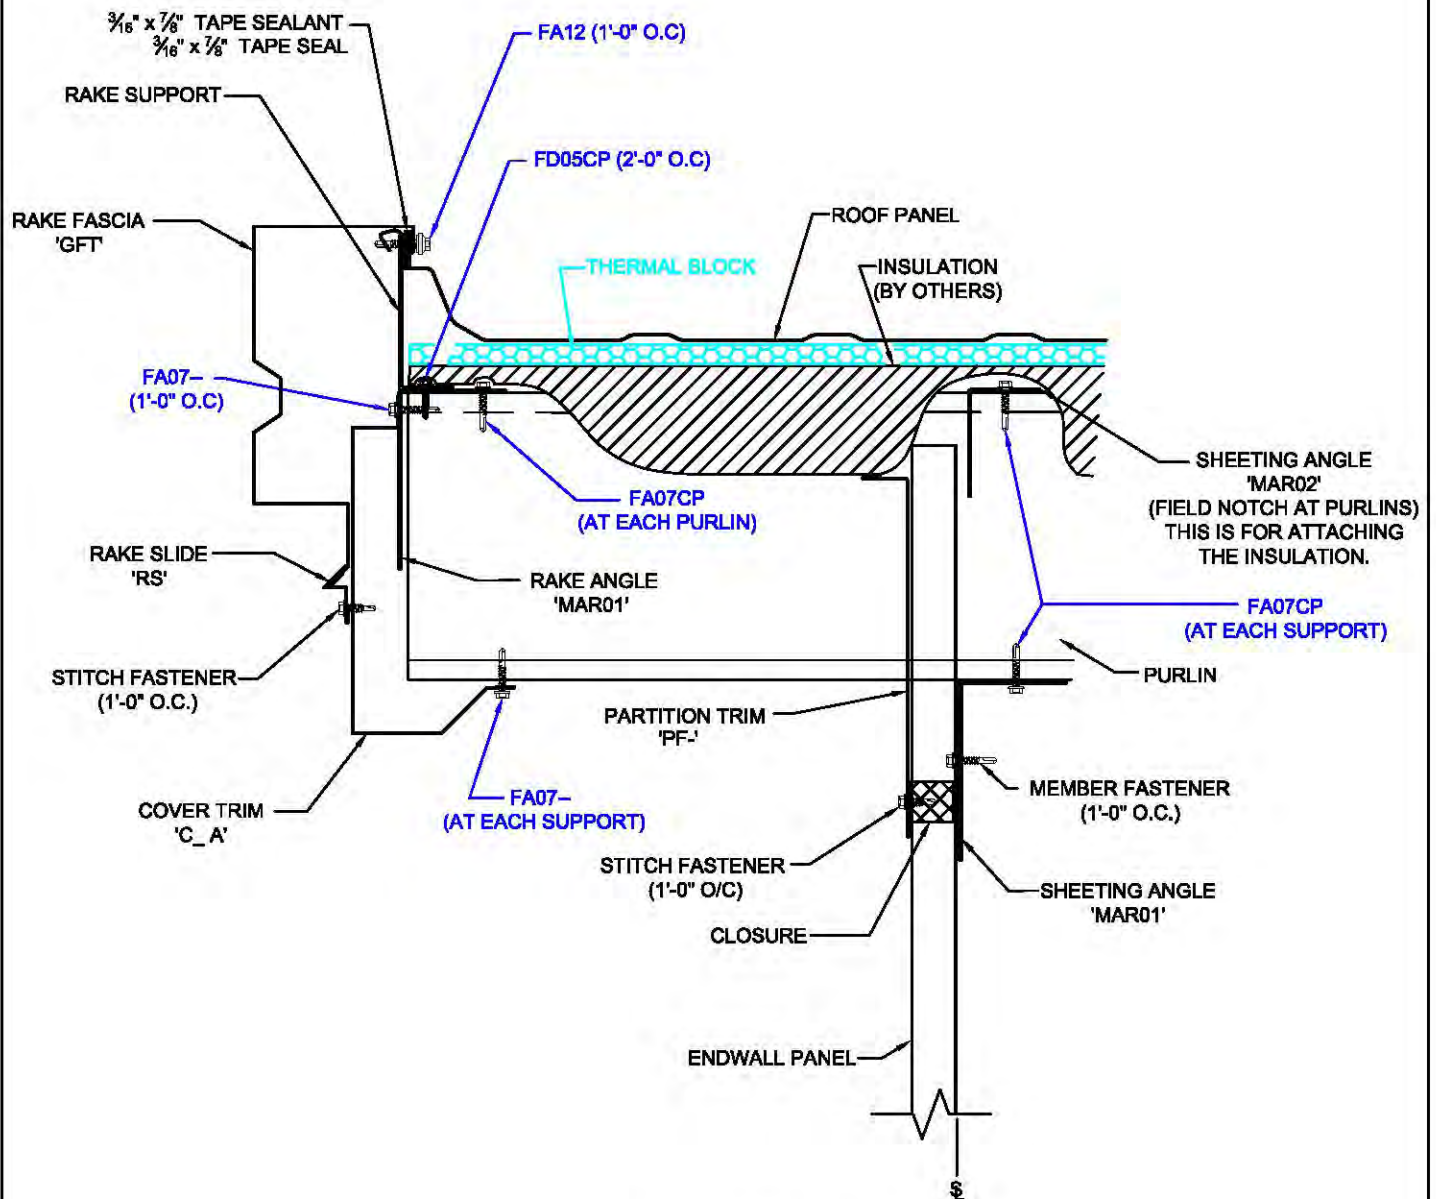 3/16" x 7/8" TAPE SEALANT
3/16" x 7/8" TAPE SEAL
FA12 (1'-0" O.C)
RAKE SUPPORT
FD05CP (2'-0" O.C)
RAKE FASCIA
'GFT'
ROOF PANEL
THERMAL BLOCK
INSULATION
(BY OTHERS)
FA07–
(1'-0" O.C)
SHEETING ANGLE
'MAR02'
(FIELD NOTCH AT PURLINS)
THIS IS FOR ATTACHING
THE INSULATION.
FA07CP
(AT EACH PURLIN)
RAKE SLIDE
'RS'
RAKE ANGLE
'MAR01'
FA07CP
(AT EACH SUPPORT)
STITCH FASTENER
(1'-0" O.C.)
PURLIN
PARTITION TRIM
'PF-'
COVER TRIM
'C_ A'
FA07–
(AT EACH SUPPORT)
MEMBER FASTENER
(1'-0" O.C.)
STITCH FASTENER
(1'-0" O/C)
SHEETING ANGLE
'MAR01'
CLOSURE
ENDWALL PANEL